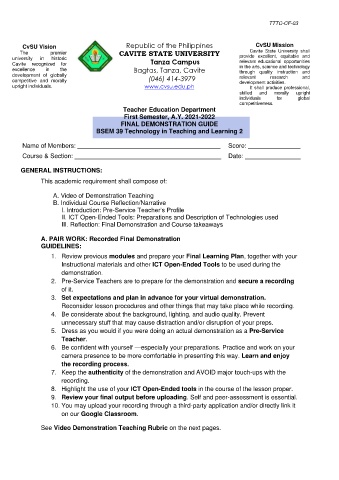 TTTG-OF-03
CvSU Vision
The premier
university in historic
Cavite recognized for
excellence in the
development of globally
competitive and morally
upright individuals.
Republic of the Philippines
CAVITE STATE UNIVERSITY
Tanza Campus
Bagtas, Tanza, Cavite
(046) 414-3979
www.cvsu.edu.ph
CvSU Mission
Cavite State University shall
provide excellent, equitable and
relevant educational opportunities
in the arts, science and technology
through quality instruction and
relevant research and
development activities.
It shall produce professional,
skilled and morally upright
individuals for global
competitiveness.
Teacher Education Department
First Semester, A.Y. 2021-2022
FINAL DEMONSTRATION GUIDE
BSEM 39 Technology in Teaching and Learning 2
Name of Members: Score:
Course & Section: Date:
GENERAL INSTRUCTIONS:
This academic requirement shall compose of:
A. Video of Demonstration Teaching
B. Individual Course Reflection/Narrative
I. Introduction: Pre-Service Teacher's Profile
II. ICT Open-Ended Tools: Preparations and Description of Technologies used
III. Reflection: Final Demonstration and Course takeaways
A. PAIR WORK: Recorded Final Demonstration
GUIDELINES:
1. Review previous modules and prepare your Final Learning Plan, together with your
Instructional materials and other ICT Open-Ended Tools to be used during the
demonstration.
2. Pre-Service Teachers are to prepare for the demonstration and secure a recording
of it.
3. Set expectations and plan in advance for your virtual demonstration.
Reconsider lesson procedures and other things that may take place while recording.
4. Be considerate about the background, lighting, and audio quality. Prevent
unnecessary stuff that may cause distraction and/or disruption of your preps.
5. Dress as you would if you were doing an actual demonstration as a Pre-Service
Teacher.
6. Be confident with yourself —especially your preparations. Practice and work on your
camera presence to be more comfortable in presenting this way. Learn and enjoy
the recording process.
7. Keep the authenticity of the demonstration and AVOID major touch-ups with the
recording.
8. Highlight the use of your ICT Open-Ended tools in the course of the lesson proper.
9. Review your final output before uploading. Self and peer-assessment is essential.
10. You may upload your recording through a third-party application and/or directly link it
on our Google Classroom.
See Video Demonstration Teaching Rubric on the next pages.